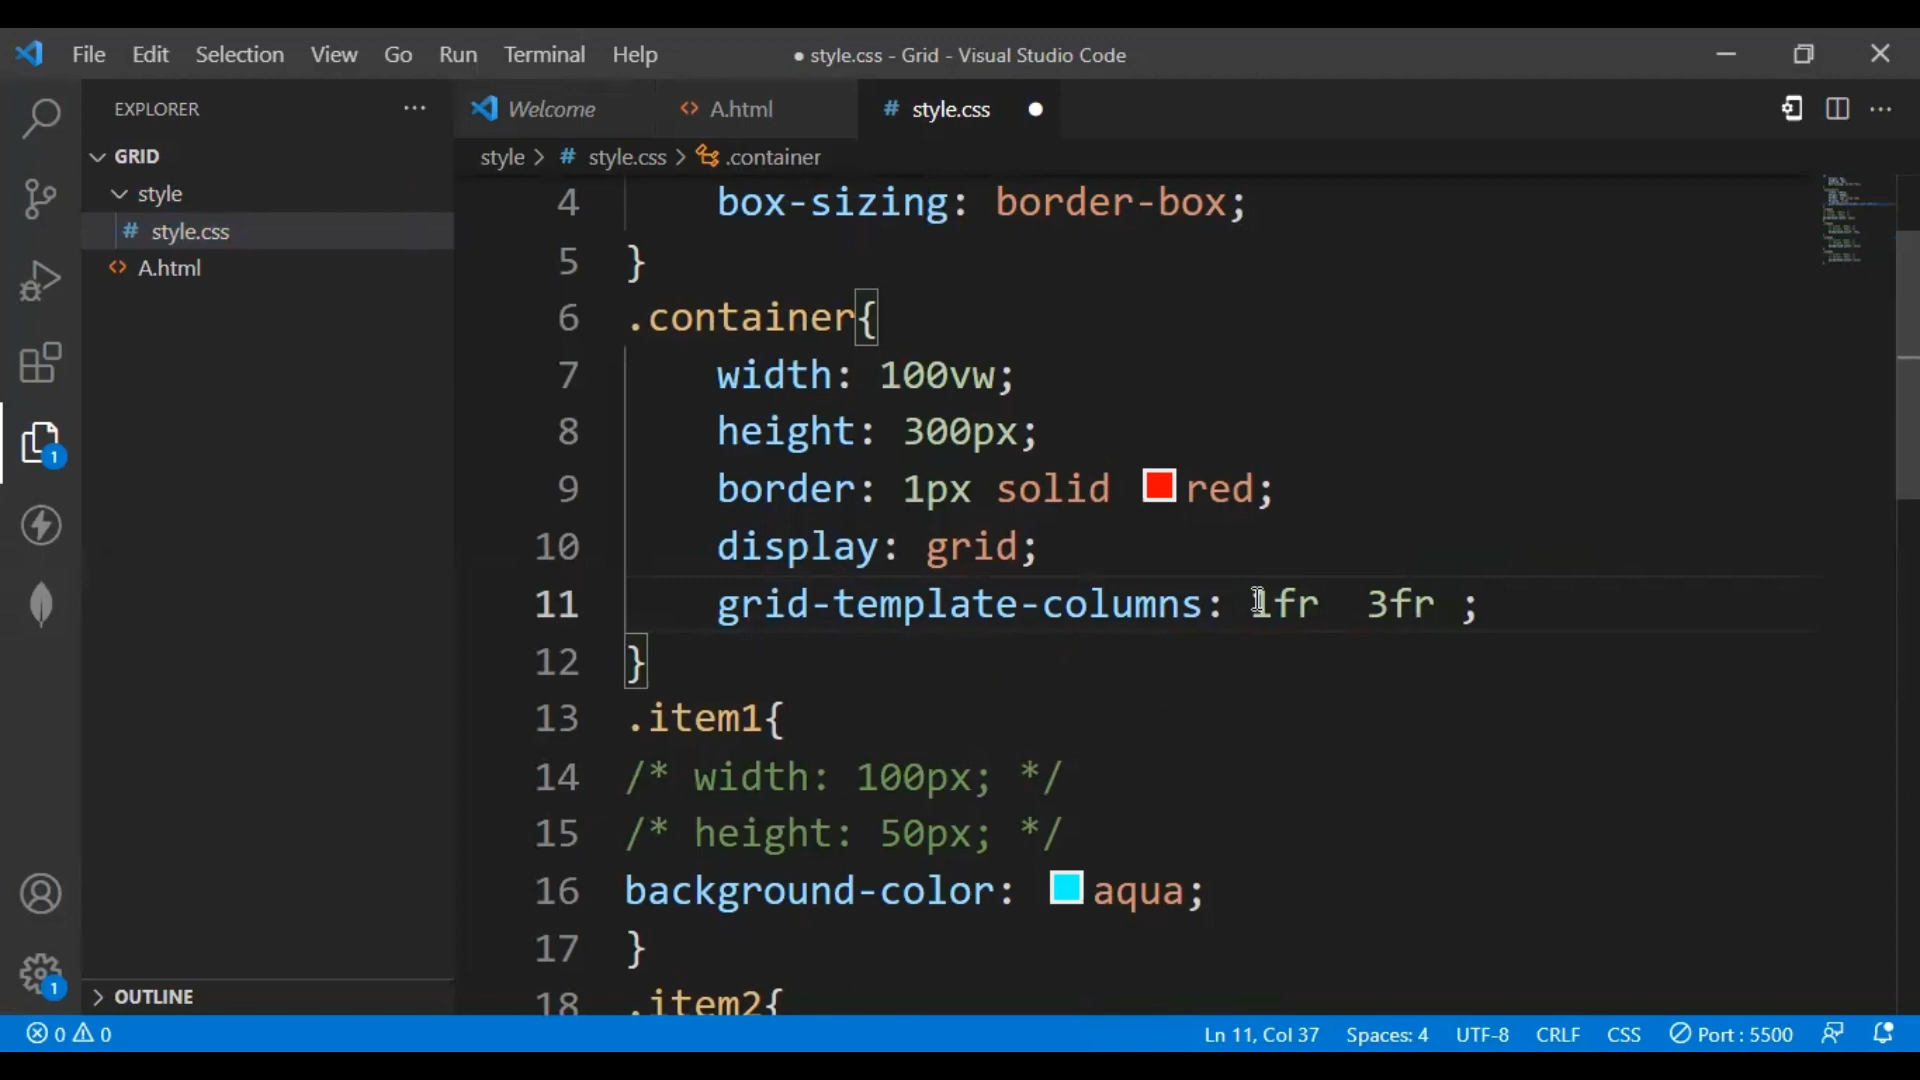 File Edit Selection View Go Run Terminal Help ● style.css - Grid - Visual Studio Code
EXPLORER ··· Welcome <> A.html # style.css ●
GRID
style > # style.css > .container
style
# style.css
<> A.html
4 box-sizing: border-box;
5 }
6 .container{
7 width: 100vw;
8 height: 300px;
9 border: 1px solid red;
10 display: grid;
11 grid-template-columns: 1fr  3fr ;
12 }
13 .item1{
14 /* width: 100px; */
15 /* height: 50px; */
16 background-color: aqua;
17 }
18 .item2{
1
1
OUTLINE
0 0 Ln 11, Col 37 Spaces: 4 UTF-8 CRLF CSS Port : 5500